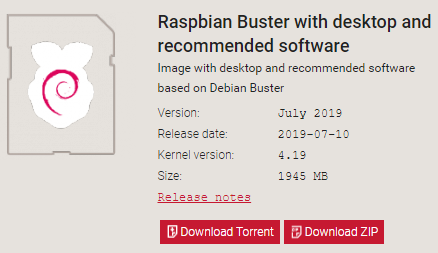 Raspbian Buster with desktop and
recommended software
Image with desktop and recommended software
based on Debian Buster
Version: July 2019
Release date: 2019-07-10
Kernel version: 4.19
Size: 1945 MB
Release notes
Download Torrent Download ZIP